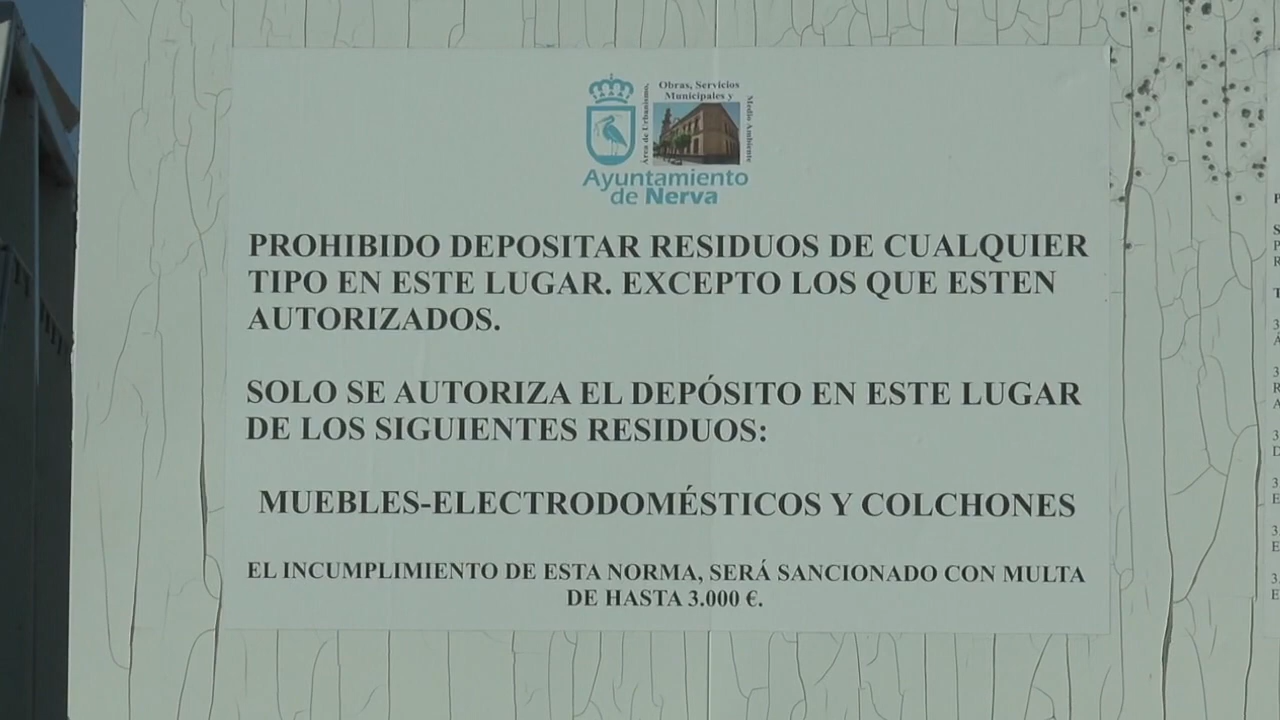 Obras, Servicios
Municipales y
Área de Urbanismo,
Medio Ambiente
Ayuntamiento
de Nerva
PROHIBIDO DEPOSITAR RESIDUOS DE CUALQUIER
TIPO EN ESTE LUGAR. EXCEPTO LOS QUE ESTEN
AUTORIZADOS.
SOLO SE AUTORIZA EL DEPÓSITO EN ESTE LUGAR
DE LOS SIGUIENTES RESIDUOS:
MUEBLES-ELECTRODOMÉSTICOS Y COLCHONES
EL INCUMPLIMIENTO DE ESTA NORMA, SERÁ SANCIONADO CON MULTA
DE HASTA 3.000 €.